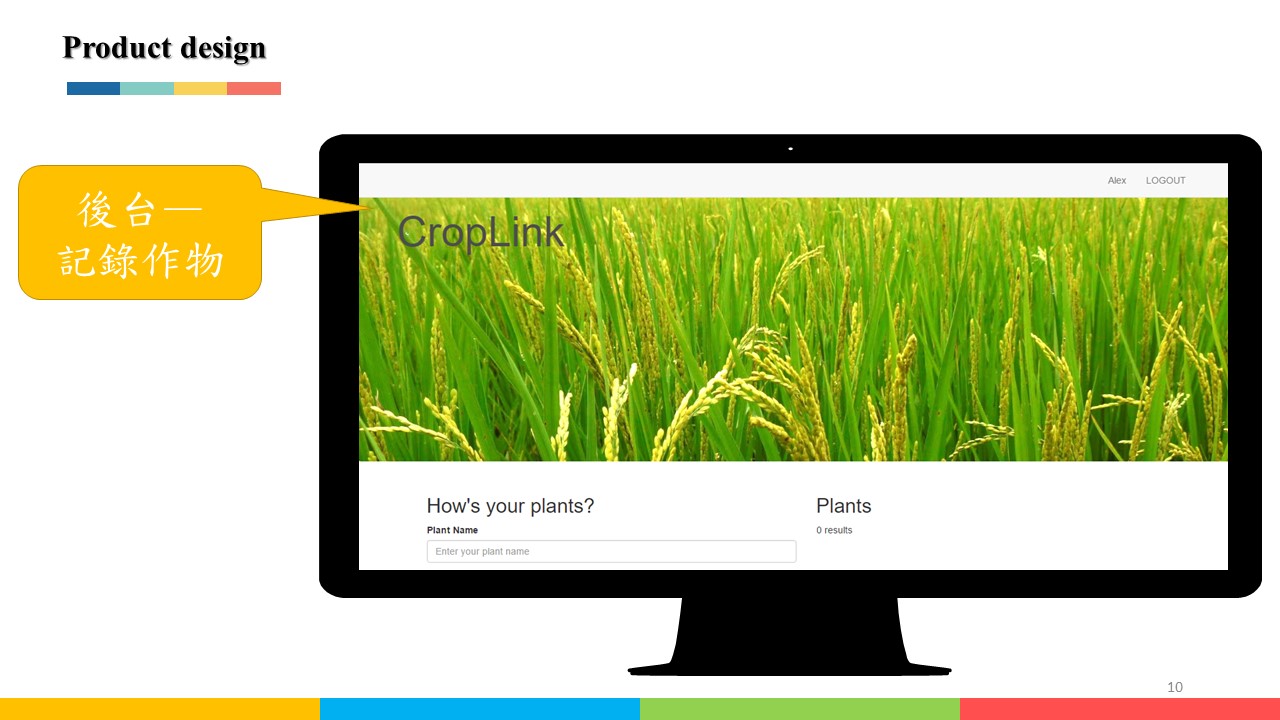 Product design
後台—
記錄作物
Alex LOGOUT
CropLink
How's your plants?
Plant Name
Enter your plant name
Plants
0 results
10